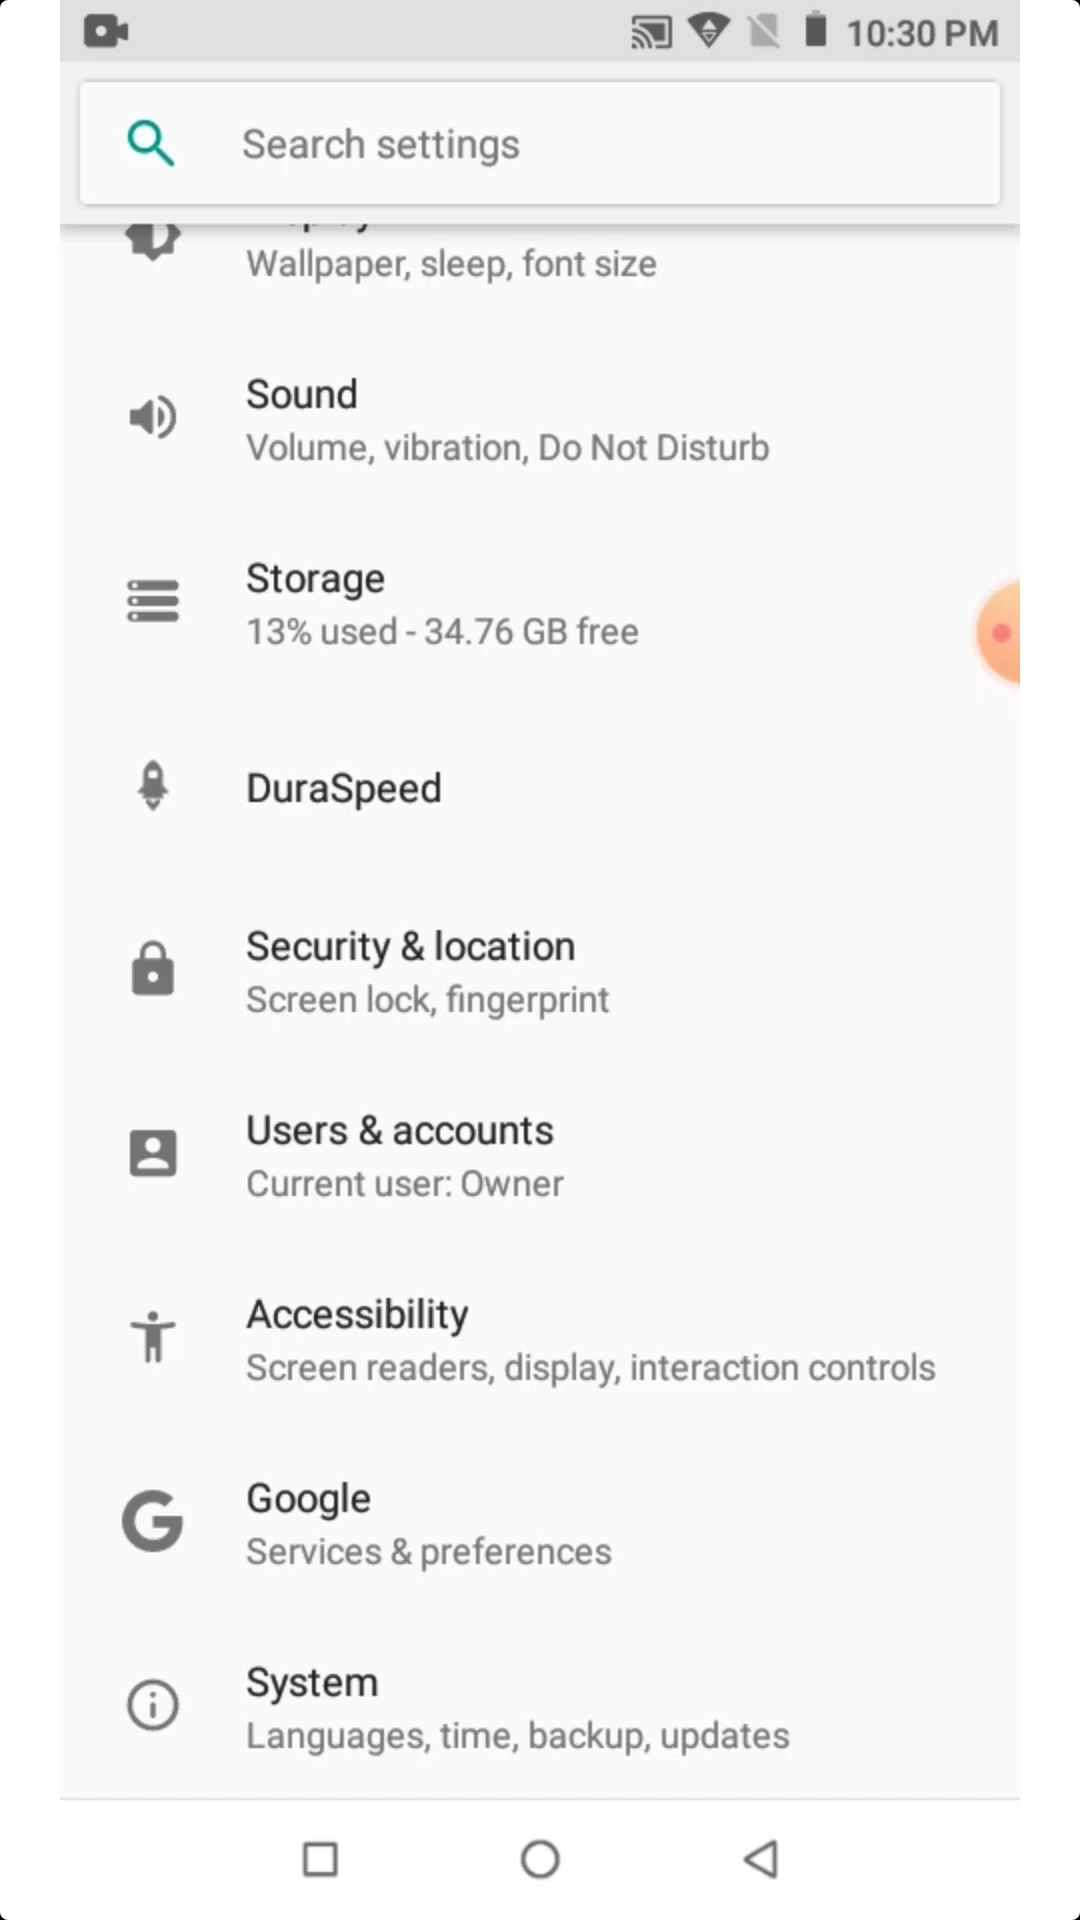 10:30 PM
Search settings
Wallpaper, sleep, font size
Sound
Volume, vibration, Do Not Disturb
Storage
13% used - 34.76 GB free
DuraSpeed
Security & location
Screen lock, fingerprint
Users & accounts
Current user: Owner
Accessibility
Screen readers, display, interaction controls
Google
Services & preferences
System
Languages, time, backup, updates